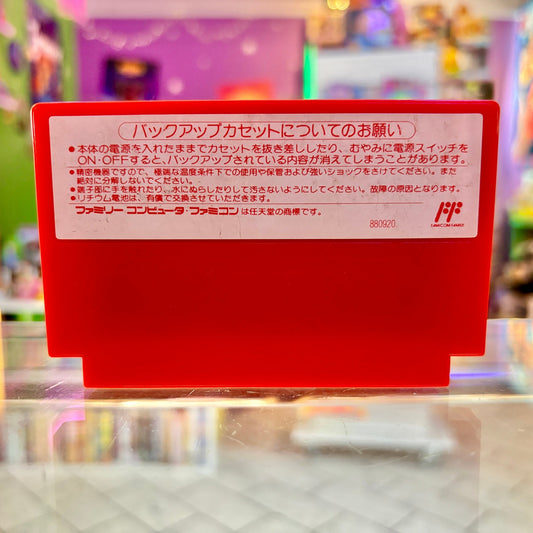 バックアップカセットについてのお願い
●本体の電源を入れたままでカセットを抜き差ししたり、むやみに電源スイッチを
ON・OFFすると、バックアップされている内容が消えてしまうことがあります。
●精密機器ですので、極端な温度条件下での使用や保管および強いショックをさけてください。また
絶対に分解しないでください。
●端子部に手を触れたり、水にぬらしたりして汚さないようにしてください。故障の原因となります。
●リチウム電池は、有償で交換させていただきます。
ファミリー コンピュータ・ファミコンは任天堂の商標です。
880920
FAMICOM FAMILY